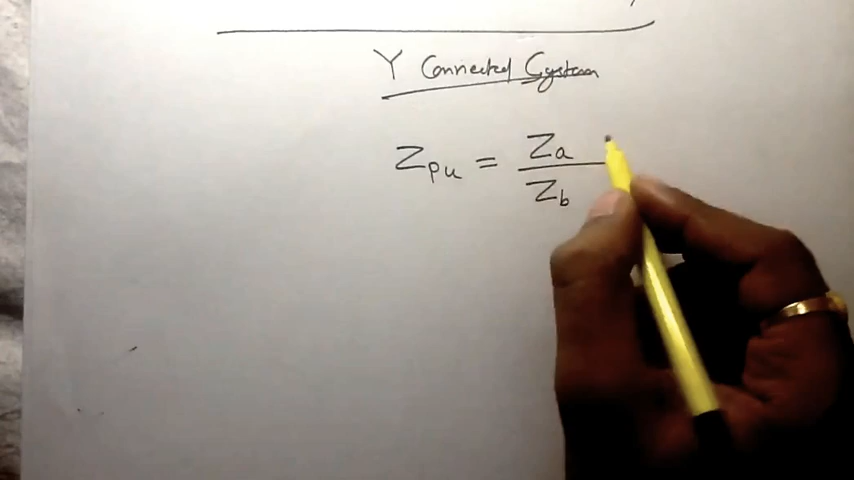 Y Connected System
Zpu = Za / Zb